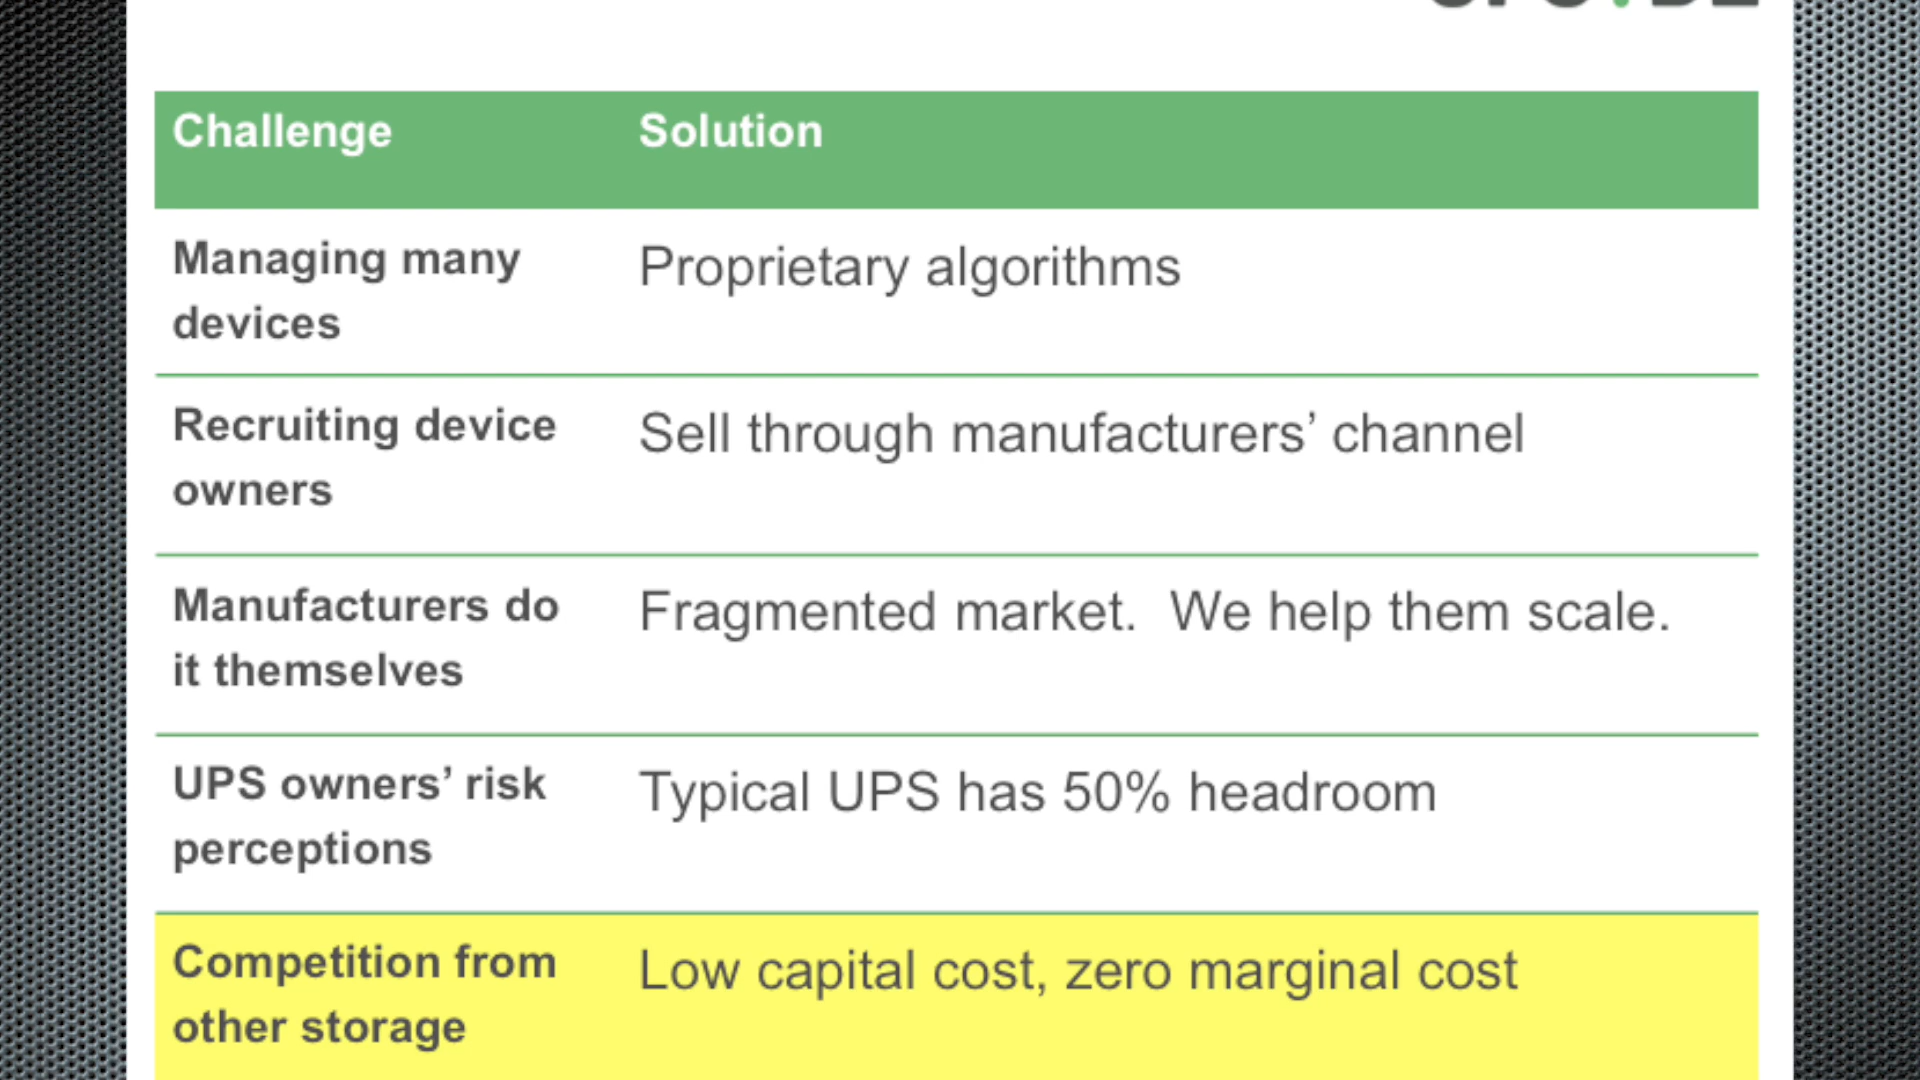 Challenge Solution
Managing many
devices
Proprietary algorithms
Recruiting device
owners
Sell through manufacturers’ channel
Manufacturers do
it themselves
Fragmented market.  We help them scale.
UPS owners’ risk
perceptions
Typical UPS has 50% headroom
Competition from
other storage
Low capital cost, zero marginal cost